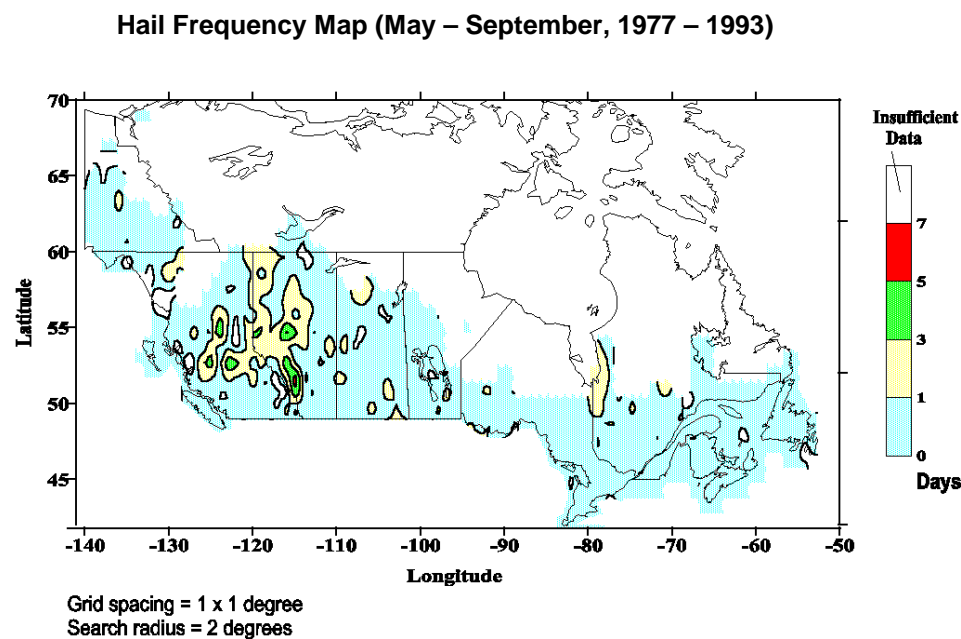 Hail Frequency Map (May – September, 1977 – 1993)
Insufficient
Data
70
65
60
55
50
45
Latitude
7
5
3
1
0
Days
-140
-130
-120
-110
-100
-90
-80
-70
-60
-50
Longitude
Grid spacing = 1 x 1 degree
Search radius = 2 degrees